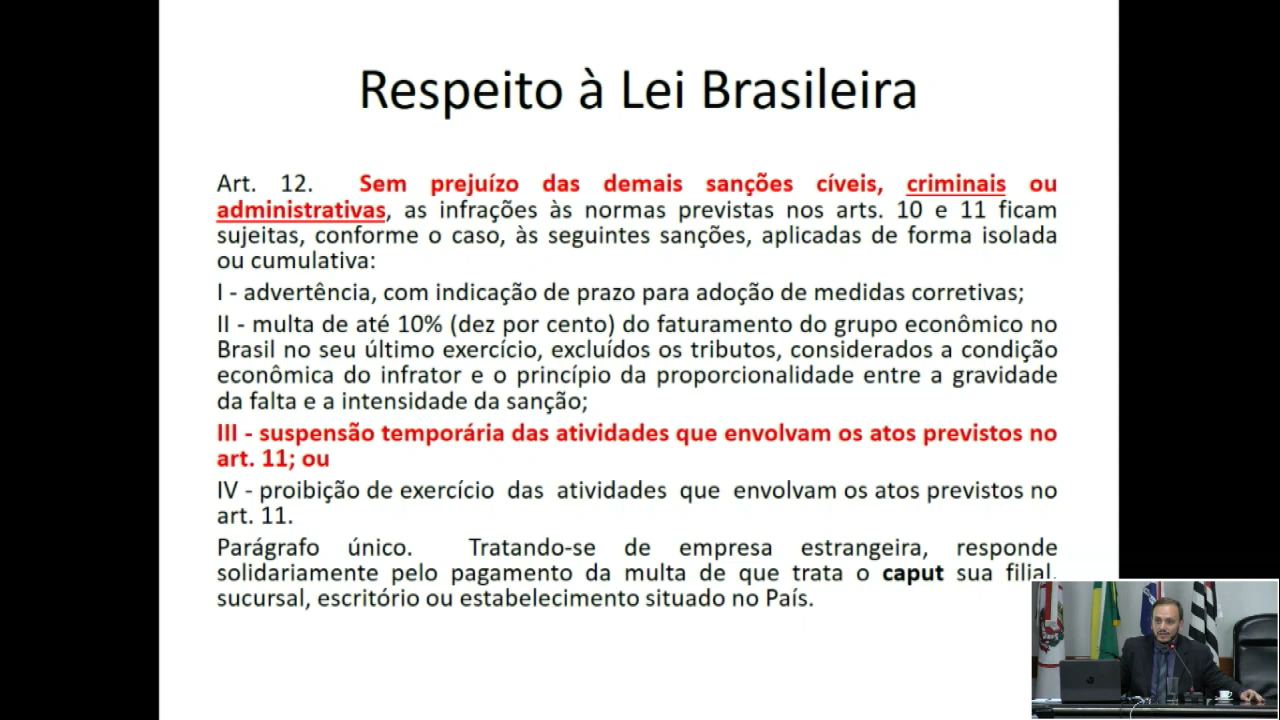 Respeito à Lei Brasileira
Art. 12. Sem prejuízo das demais sanções cíveis, criminais ou
administrativas, as infrações às normas previstas nos arts. 10 e 11 ficam
sujeitas, conforme o caso, às seguintes sanções, aplicadas de forma isolada
ou cumulativa:
I - advertência, com indicação de prazo para adoção de medidas corretivas;
II - multa de até 10% (dez por cento) do faturamento do grupo econômico no
Brasil no seu último exercício, excluídos os tributos, considerados a condição
econômica do infrator e o princípio da proporcionalidade entre a gravidade
da falta e a intensidade da sanção;
III - suspensão temporária das atividades que envolvam os atos previstos no
art. 11; ou
IV - proibição de exercício das atividades que envolvam os atos previstos no
art. 11.
Parágrafo único. Tratando-se de empresa estrangeira, responde
solidariamente pelo pagamento da multa de que trata o caput sua filial,
sucursal, escritório ou estabelecimento situado no País.